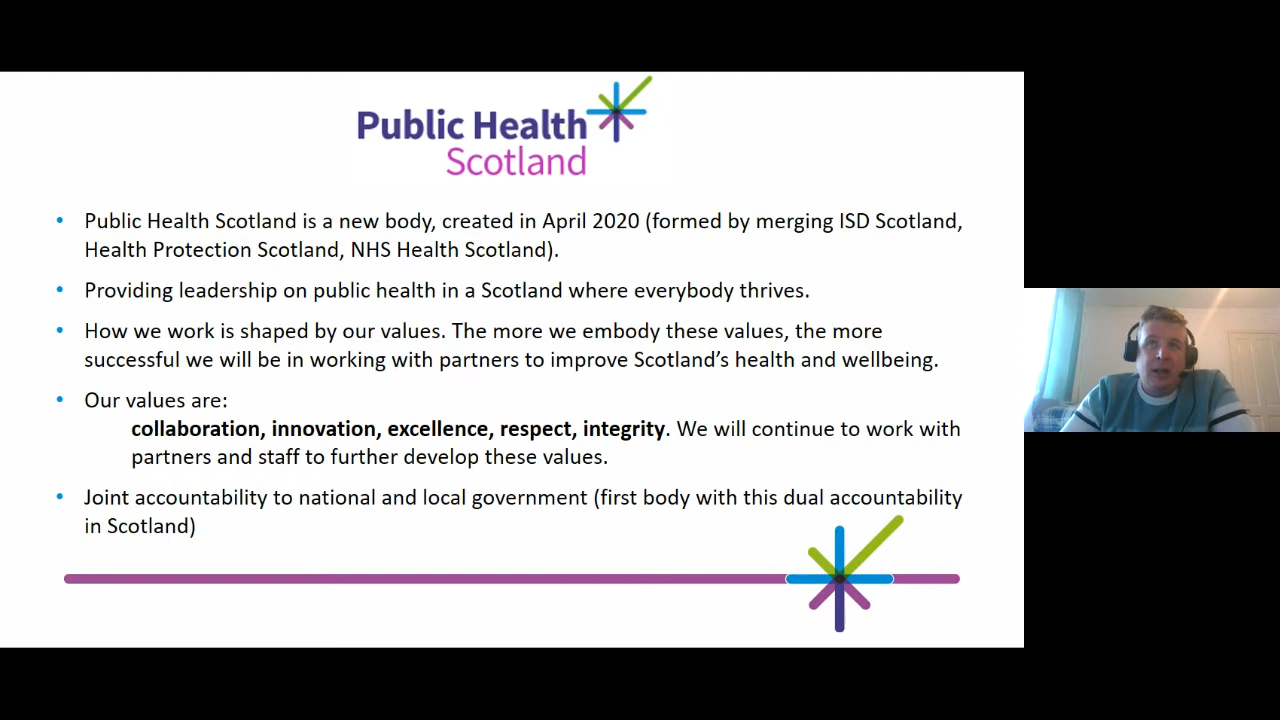 Public Health
Scotland
• Public Health Scotland is a new body, created in April 2020 (formed by merging ISD Scotland,
Health Protection Scotland, NHS Health Scotland).
• Providing leadership on public health in a Scotland where everybody thrives.
• How we work is shaped by our values. The more we embody these values, the more
successful we will be in working with partners to improve Scotland’s health and wellbeing.
• Our values are:
collaboration, innovation, excellence, respect, integrity. We will continue to work with
partners and staff to further develop these values.
• Joint accountability to national and local government (first body with this dual accountability
in Scotland)